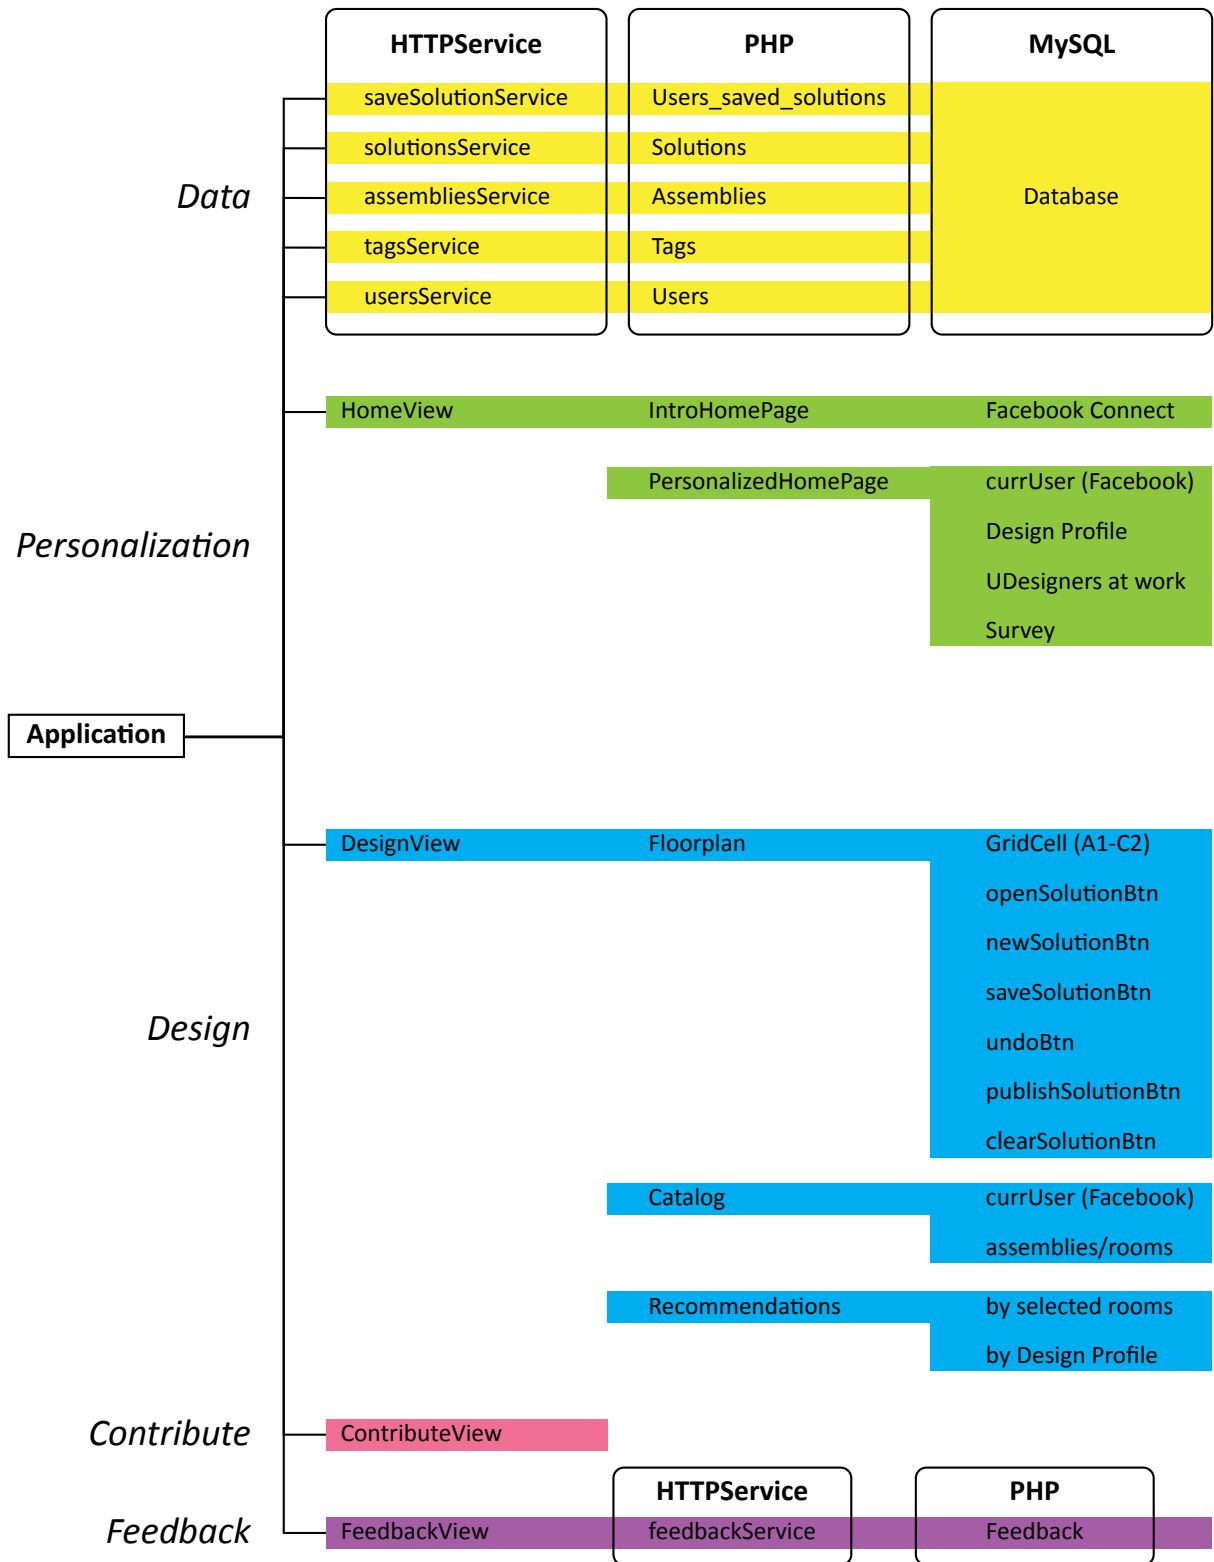 HTTPService PHP MySQL
saveSolutionService Users_saved_solutions
solutionsService Solutions
Data assembliesService Assemblies Database
tagsService Tags
usersService Users
HomeView IntroHomePage Facebook Connect
PersonalizedHomePage currUser (Facebook)
Personalization Design Profile
UDesigners at work
Survey
Application
DesignView Floorplan GridCell (A1-C2)
openSolutionBtn
newSolutionBtn
saveSolutionBtn
Design undoBtn
publishSolutionBtn
clearSolutionBtn
Catalog currUser (Facebook)
assemblies/rooms
Recommendations by selected rooms
by Design Profile
Contribute ContributeView
HTTPService PHP
Feedback FeedbackView feedbackService Feedback